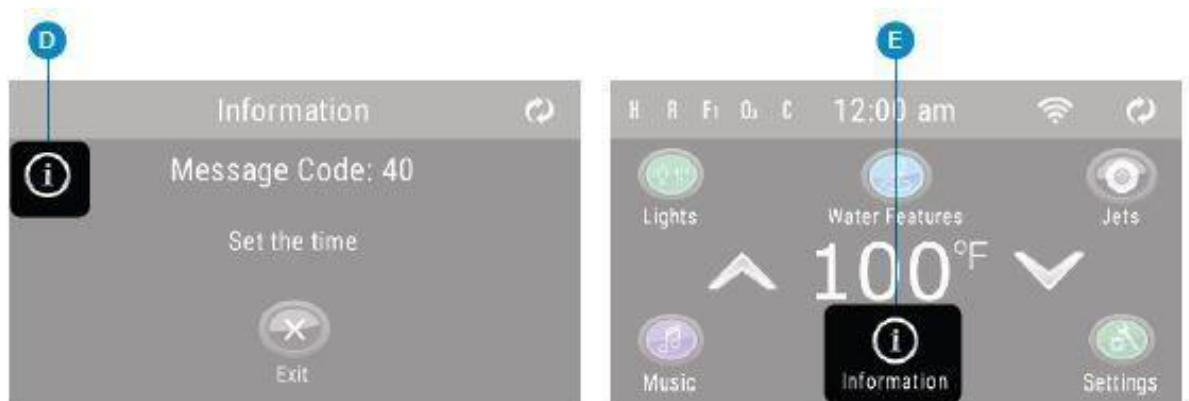 D
Information
i
Message Code: 40
Set the time
Exit
E
H R F1 O3 C 12:00 am
Lights
Water Features
Jets
100°F
Music
i
Information
Settings